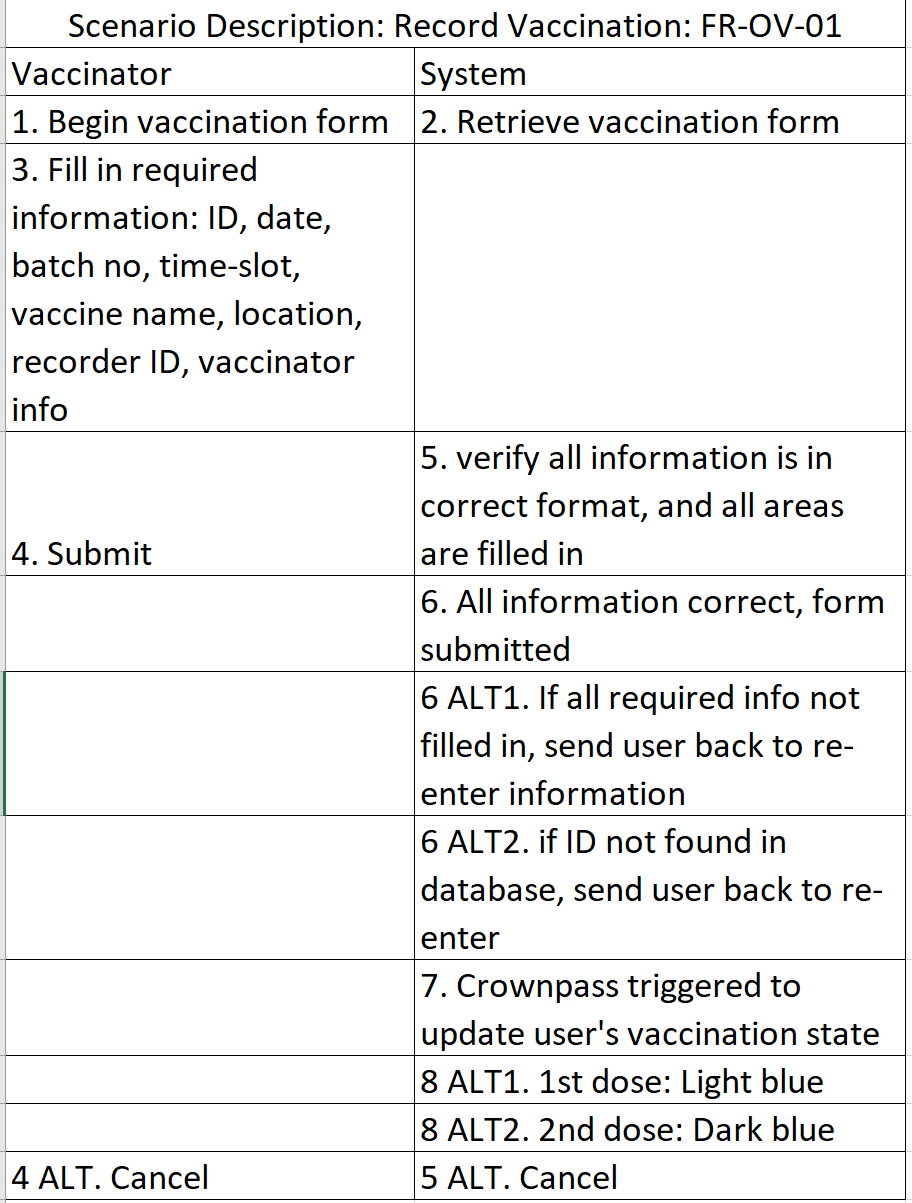 Scenario Description: Record Vaccination: FR-OV-01
Vaccinator
System
1. Begin vaccination form
2. Retrieve vaccination form
3. Fill in required
information: ID, date,
batch no, time-slot,
vaccine name, location,
recorder ID, vaccinator
info
4. Submit
5. verify all information is in
correct format, and all areas
are filled in
6. All information correct, form
submitted
6 ALT1. If all required info not
filled in, send user back to re-
enter information
6 ALT2. if ID not found in
database, send user back to re-
enter
7. Crownpass triggered to
update user's vaccination state
8 ALT1. 1st dose: Light blue
8 ALT2. 2nd dose: Dark blue
4 ALT. Cancel
5 ALT. Cancel